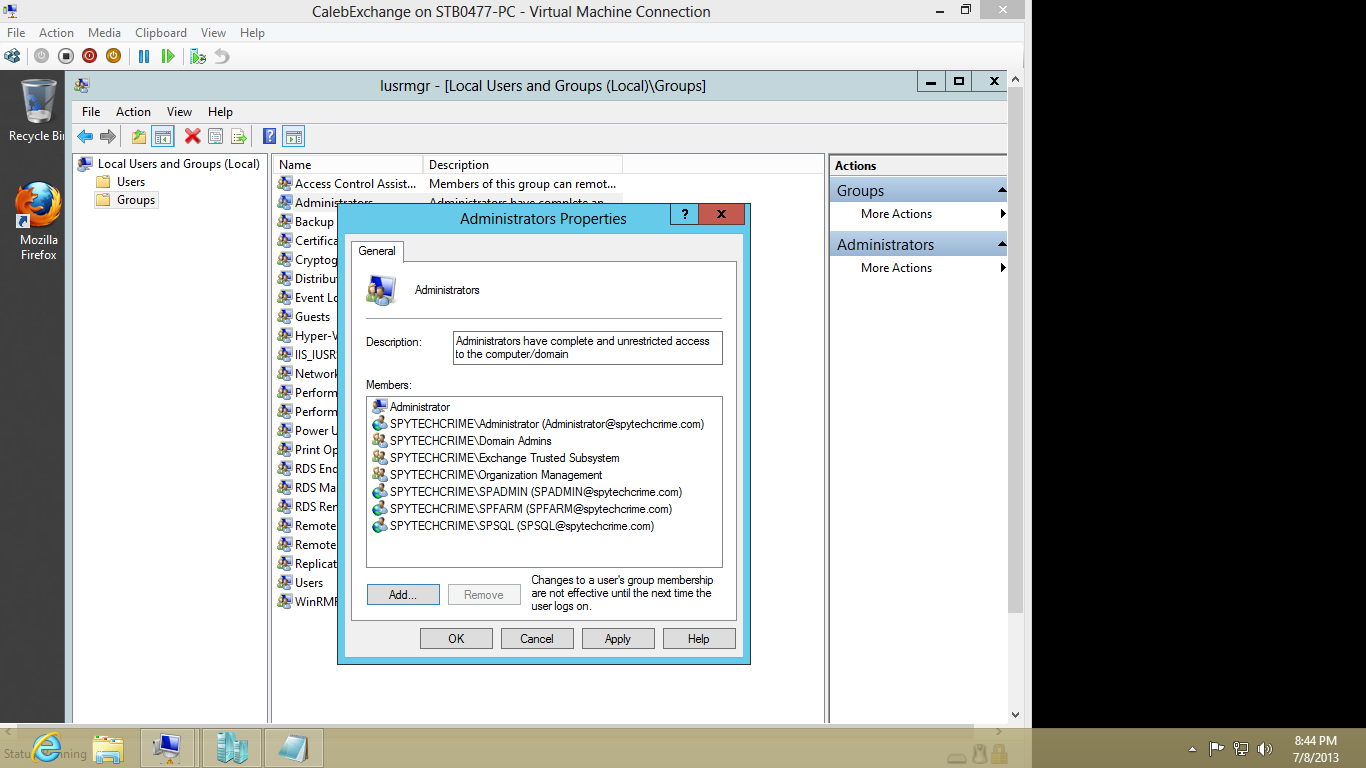 CalebExchange on STB0477-PC - Virtual Machine Connection
File Action Media Clipboard View Help
lusrmgr - [Local Users and Groups (Local)\Groups]
File Action View Help
Recycle Bin
Mozilla
Firefox
Local Users and Groups (Local)
Users
Groups
Name Description
Access Control Assist... Members of this group can remot...
Administrators Administrators have complete an
Backup
Certifica
Cryptog
Distribu
Event Lo
Guests
Hyper-V
IIS_IUSR
Network
Perform
Perform
Power U
Print Op
RDS End
RDS Ma
RDS Rem
Remote
Remote
Replicat
Users
WinRMR
Actions
Groups
More Actions
Administrators
More Actions
Administrators Properties
?
General
Administrators
Description:
Administrators have complete and unrestricted access
to the computer/domain
Members:
Administrator
SPYTECHCRIME\Administrator (Administrator@spytechcrime.com)
SPYTECHCRIME\Domain Admins
SPYTECHCRIME\Exchange Trusted Subsystem
SPYTECHCRIME\Organization Management
SPYTECHCRIME\SPADMIN (SPADMIN@spytechcrime.com)
SPYTECHCRIME\SPFARM (SPFARM@spytechcrime.com)
SPYTECHCRIME\SPSQL (SPSQL@spytechcrime.com)
Add... Remove
Changes to a user's group membership
are not effective until the next time the
user logs on.
OK Cancel Apply Help
8:44 PM
7/8/2013